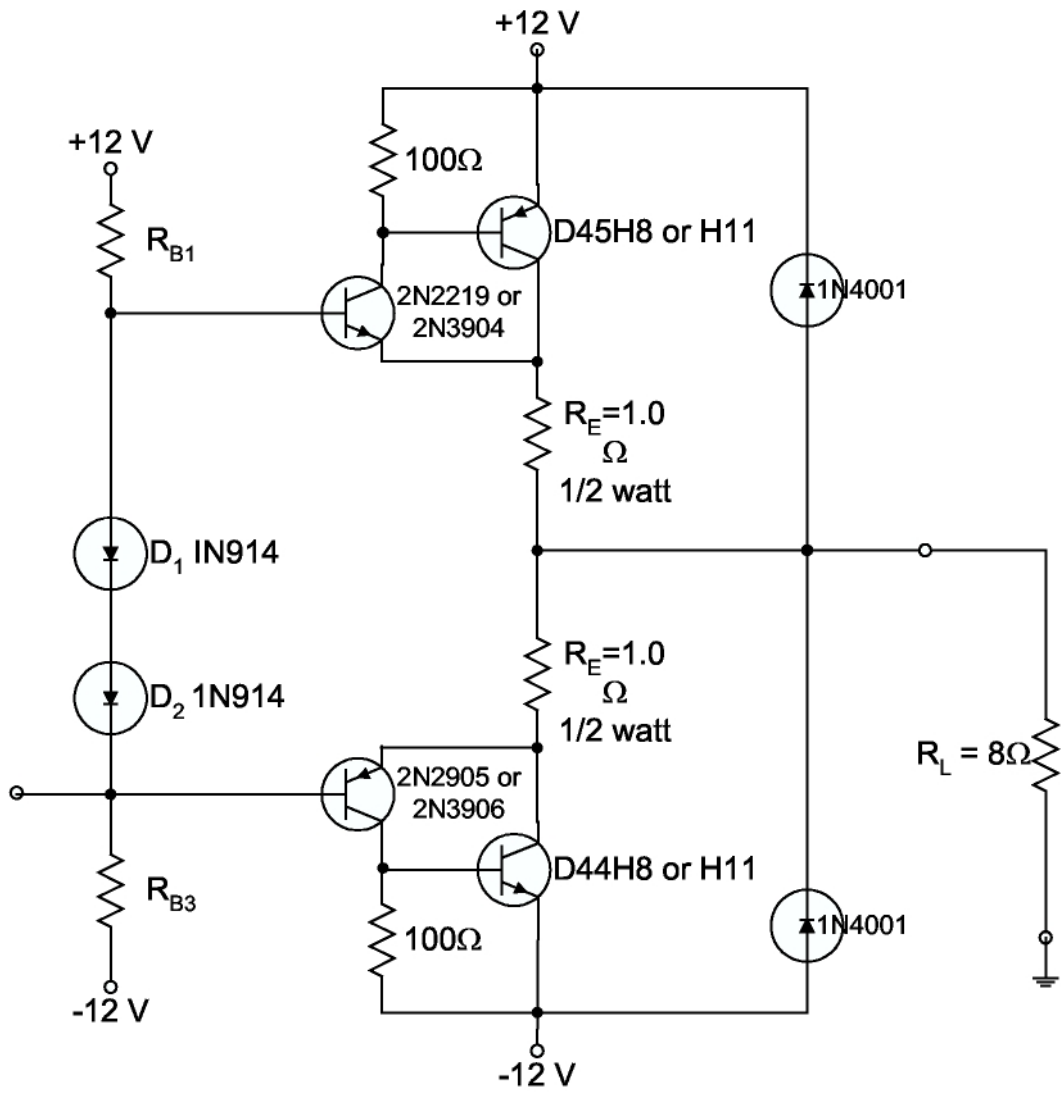 +12 V
+12 V
100Ω
R_B1
D45H8 or H11
1N4001
2N2219 or
2N3904
R_E=1.0
Ω
1/2 watt
D_1 IN914
R_E=1.0
Ω
1/2 watt
D_2 1N914
R_L = 8Ω
2N2905 or
2N3906
D44H8 or H11
R_B3
1N4001
100Ω
-12 V
-12 V